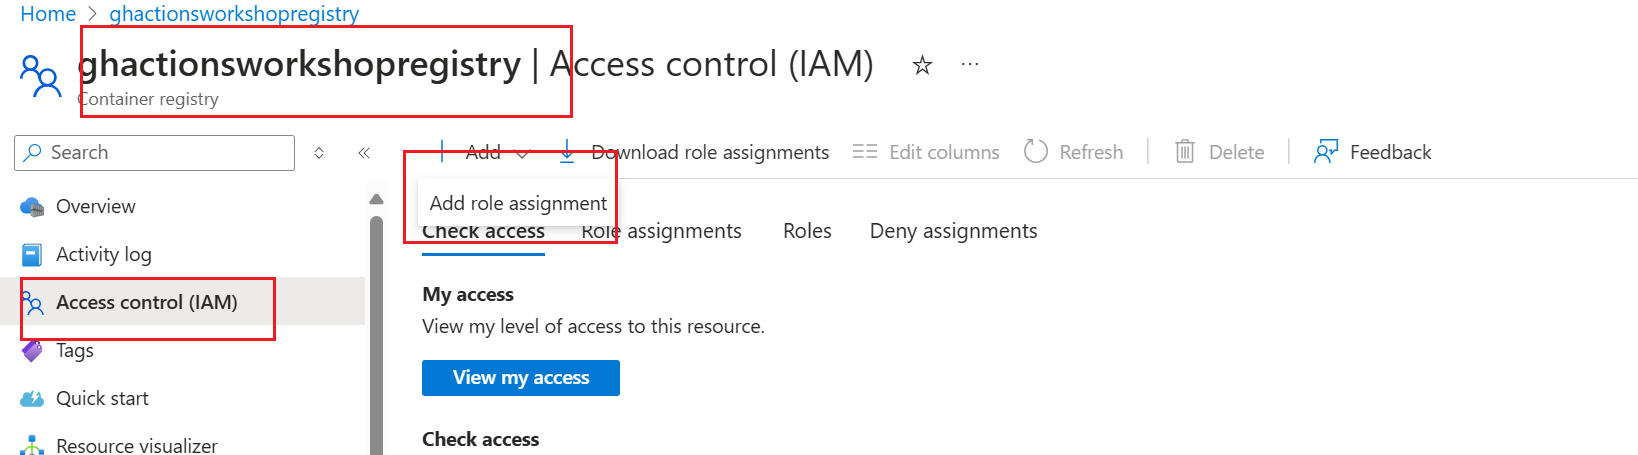 Home > ghactionsworkshopregistry
ghactionsworkshopregistry | Access control (IAM) ☆ ···
Container registry
Search
Add Download role assignments Edit columns Refresh Delete Feedback
Add role assignment
Overview
Check access Role assignments Roles Deny assignments
Activity log
Access control (IAM)
My access
View my level of access to this resource.
Tags
View my access
Quick start
Check access
Resource visualizer